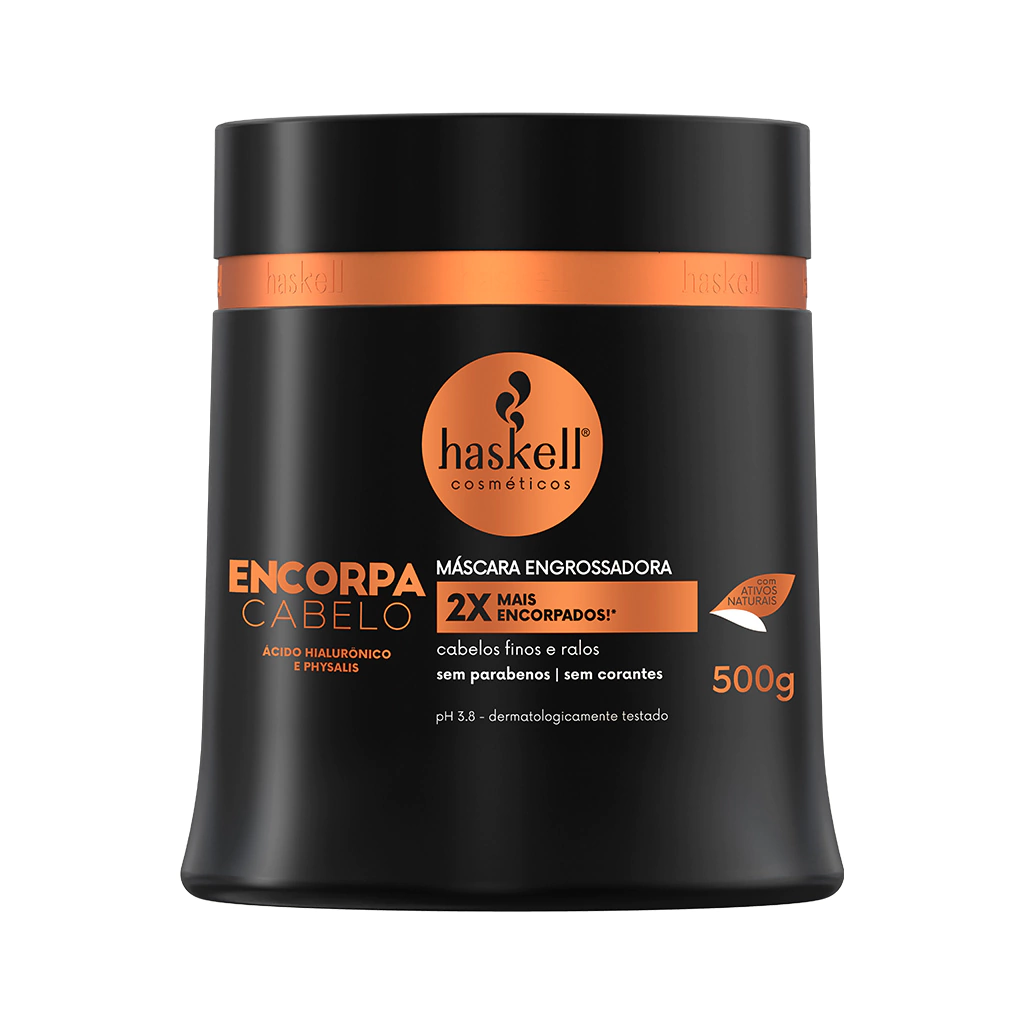 haskell
haskell
haskell®
cosméticos
ENCORPA
CABELO
ÁCIDO HIALURÔNICO
E PHYSALIS
MÁSCARA ENGROSSADORA
2X MAIS
ENCORPADOS!*
cabelos finos e ralos
sem parabenos | sem corantes
pH 3.8 - dermatologicamente testado
com
ATIVOS
NATURAIS
500g